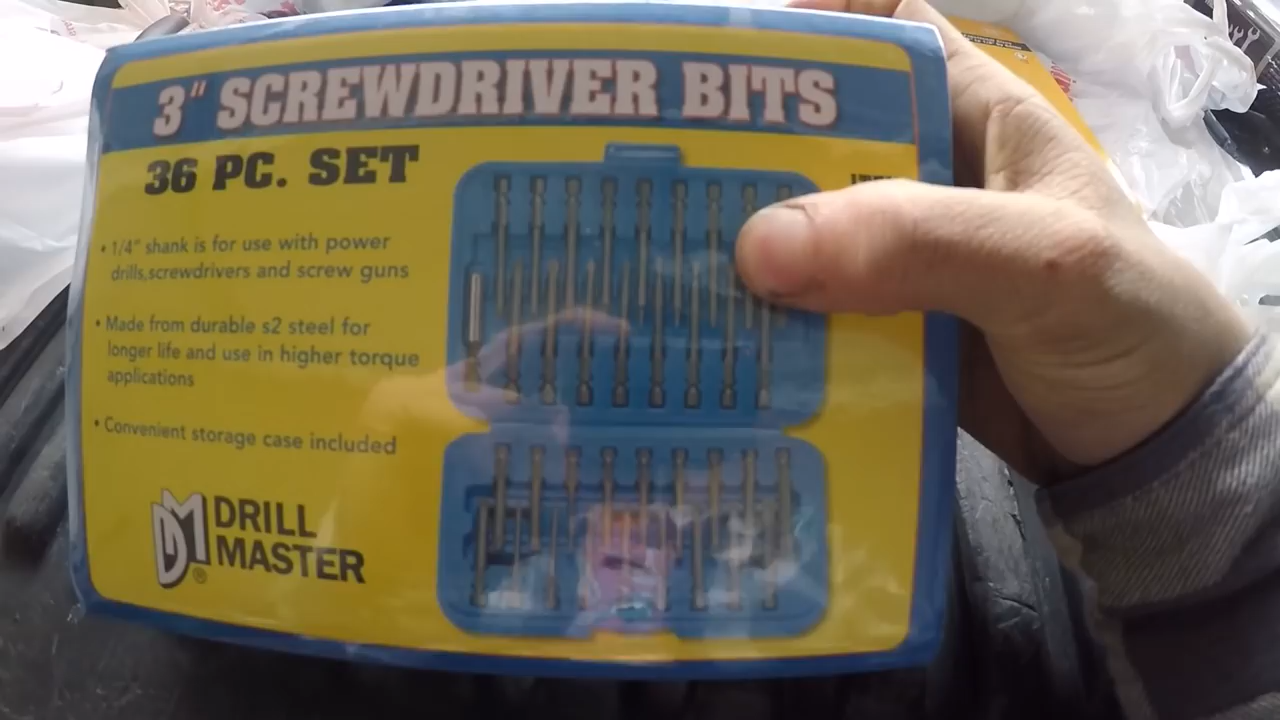 3" SCREWDRIVER BITS
36 PC. SET
• 1/4" shank is for use with power
drills,screwdrivers and screw guns
• Made from durable s2 steel for
longer life and use in higher torque
applications
• Convenient storage case included
DM
®
DRILL
MASTER